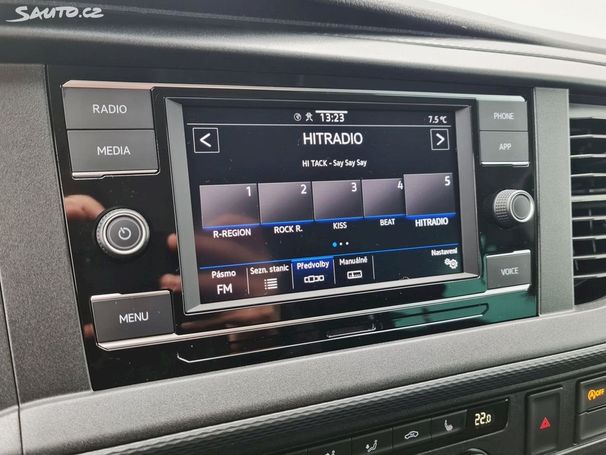 Sauto.cz
RADIO
MEDIA
MENU
13:23
7.5 °C
HITRADIO
HI TACK - Say Say Say
1 2 3 4 5
R-REGION ROCK R. KISS BEAT HITRADIO
Pásmo Sezn. stanic Předvolby Manuálně Nastavení
FM
PHONE
APP
VOICE
22.0
OFF